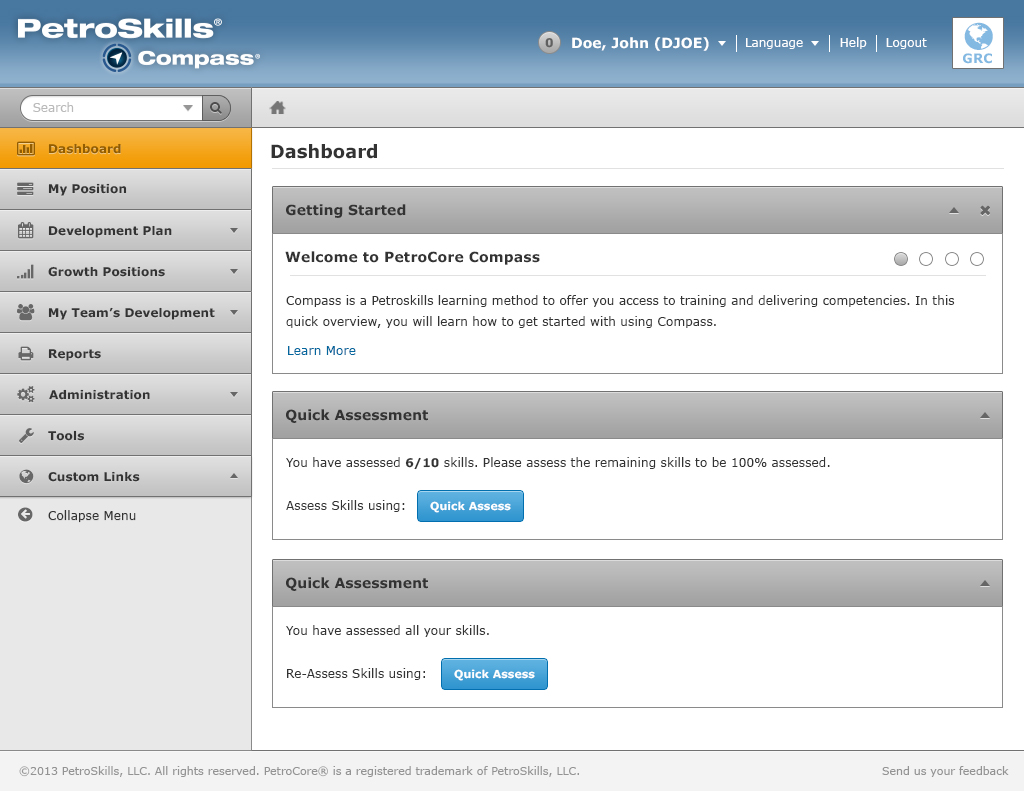 PetroSkills®
Compass®
0 Doe, John (DJOE) Language Help Logout
GRC
Search
Dashboard
My Position
Development Plan
Growth Positions
My Team's Development
Reports
Administration
Tools
Custom Links
Collapse Menu
Dashboard
Getting Started
Welcome to PetroCore Compass
Compass is a Petroskills learning method to offer you access to training and delivering competencies. In this
quick overview, you will learn how to get started with using Compass.
Learn More
Quick Assessment
You have assessed 6/10 skills. Please assess the remaining skills to be 100% assessed.
Assess Skills using: Quick Assess
Quick Assessment
You have assessed all your skills.
Re-Assess Skills using: Quick Assess
©2013 PetroSkills, LLC. All rights reserved. PetroCore® is a registered trademark of PetroSkills, LLC.
Send us your feedback